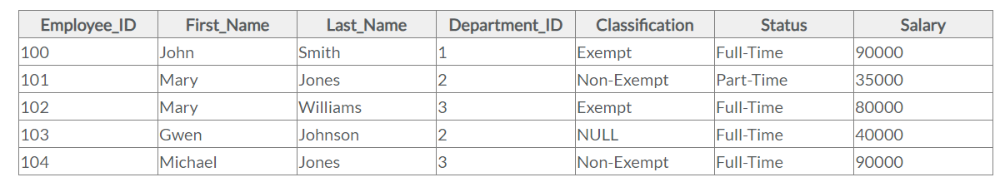 Employee_ID First_Name Last_Name Department_ID Classification Status Salary
100 John Smith 1 Exempt Full-Time 90000
101 Mary Jones 2 Non-Exempt Part-Time 35000
102 Mary Williams 3 Exempt Full-Time 80000
103 Gwen Johnson 2 NULL Full-Time 40000
104 Michael Jones 3 Non-Exempt Full-Time 90000